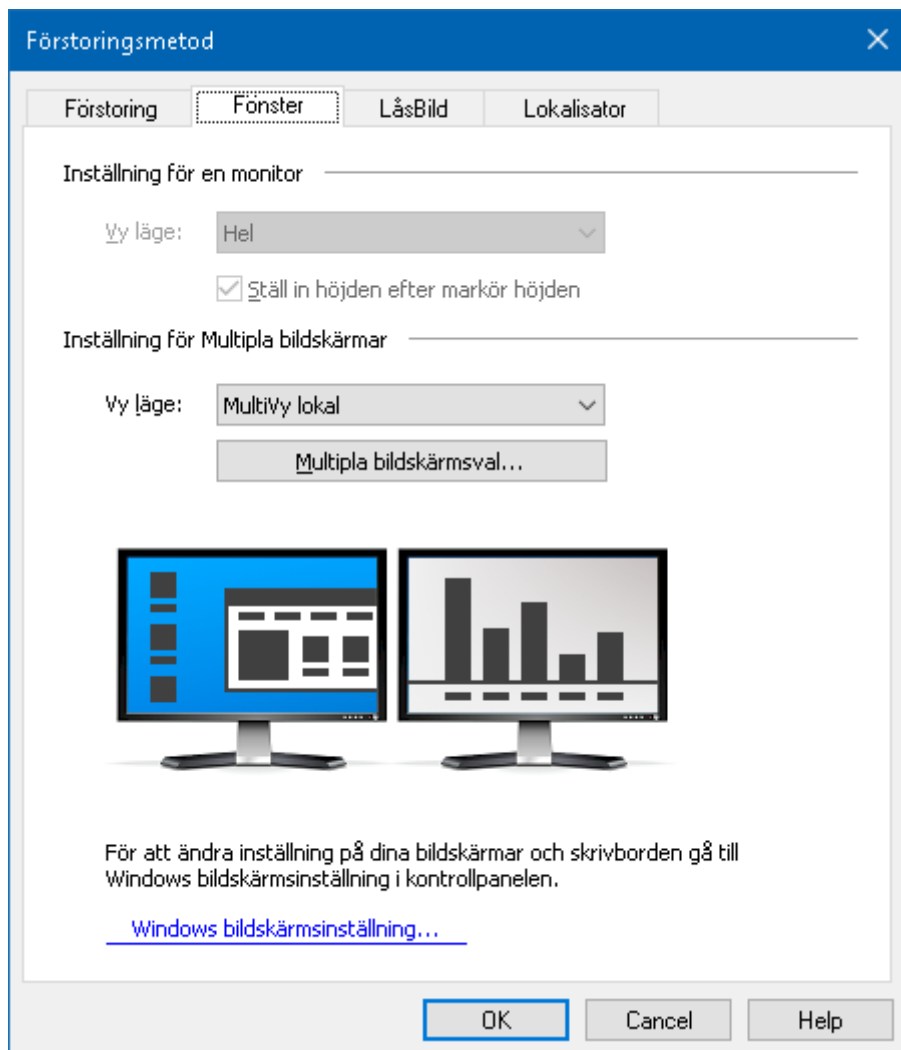 Förstoringsmetod
Förstoring Fönster LåsBild Lokalisator
Inställning för en monitor
Vy läge: Hel
Ställ in höjden efter markör höjden
Inställning för Multipla bildskärmar
Vy läge: MultiVy lokal
Multipla bildskärmsval...
För att ändra inställning på dina bildskärmar och skrivborden gå till
Windows bildskärmsinställning i kontrollpanelen.
Windows bildskärmsinställning...
OK Cancel Help